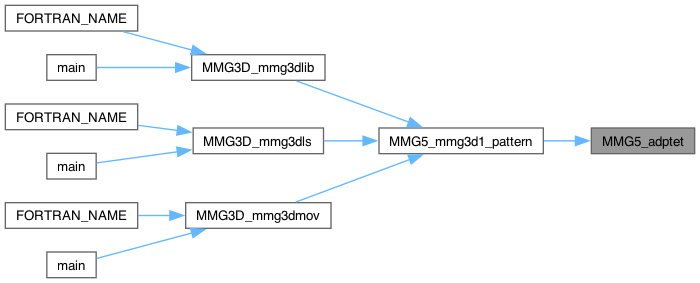 FORTRAN_NAME
main
MMG3D_mmg3dlib
FORTRAN_NAME
main
MMG3D_mmg3dls
MMG5_mmg3d1_pattern
MMG5_adptet
FORTRAN_NAME
main
MMG3D_mmg3dmov